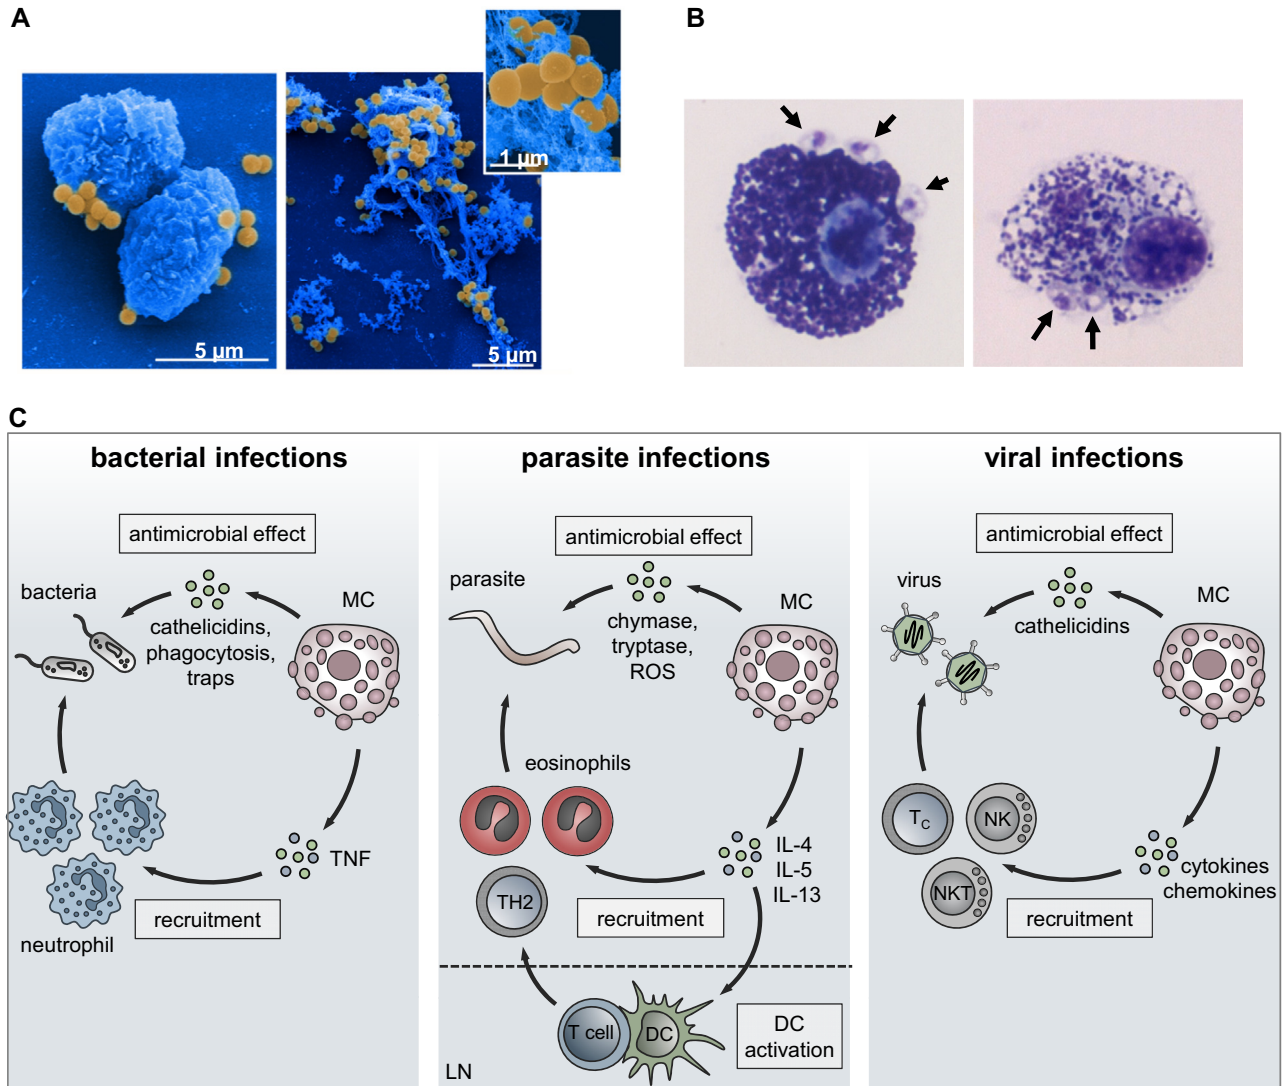 A
B
1 µm
5 µm
5 µm
C
bacterial infections
antimicrobial effect
bacteria
MC
cathelicidins,
phagocytosis,
traps
TNF
recruitment
neutrophil
parasite infections
antimicrobial effect
parasite
MC
chymase,
tryptase,
ROS
eosinophils
IL-4
IL-5
IL-13
TH2
recruitment
T cell
DC
DC
activation
LN
viral infections
antimicrobial effect
virus
MC
cathelicidins
TC
NK
NKT
cytokines
chemokines
recruitment